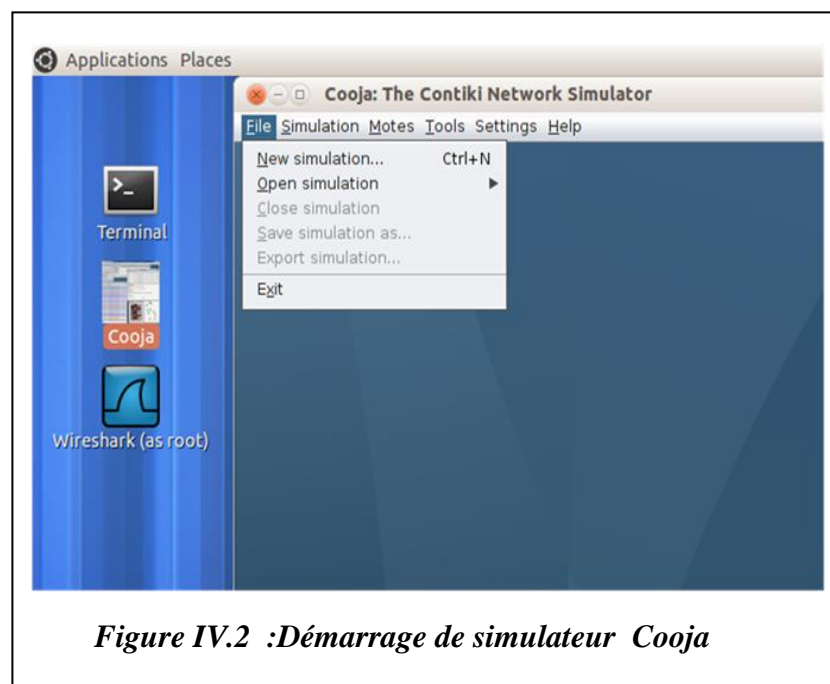 Applications Places
Cooja: The Contiki Network Simulator
File Simulation Motes Tools Settings Help
New simulation... Ctrl+N
Open simulation
Close simulation
Save simulation as...
Export simulation...
Exit
>_
Terminal
Cooja
Wireshark (as root)
Figure IV.2 :Démarrage de simulateur Cooja